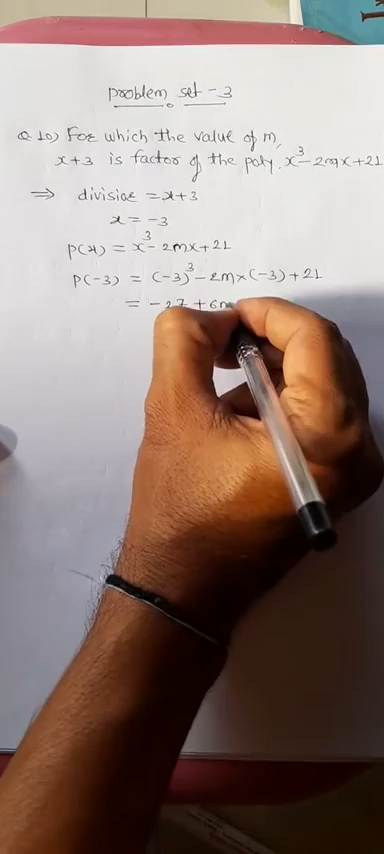 problem set - 3
Q 10) For which the value of m,
x+3 is factor of the poly. x³-2mx+21
⇒ divisior = x+3
x = -3
P(x) = x³- 2mx+21
P(-3) = (-3)³- 2m×(-3)+21
= -27 + 6m